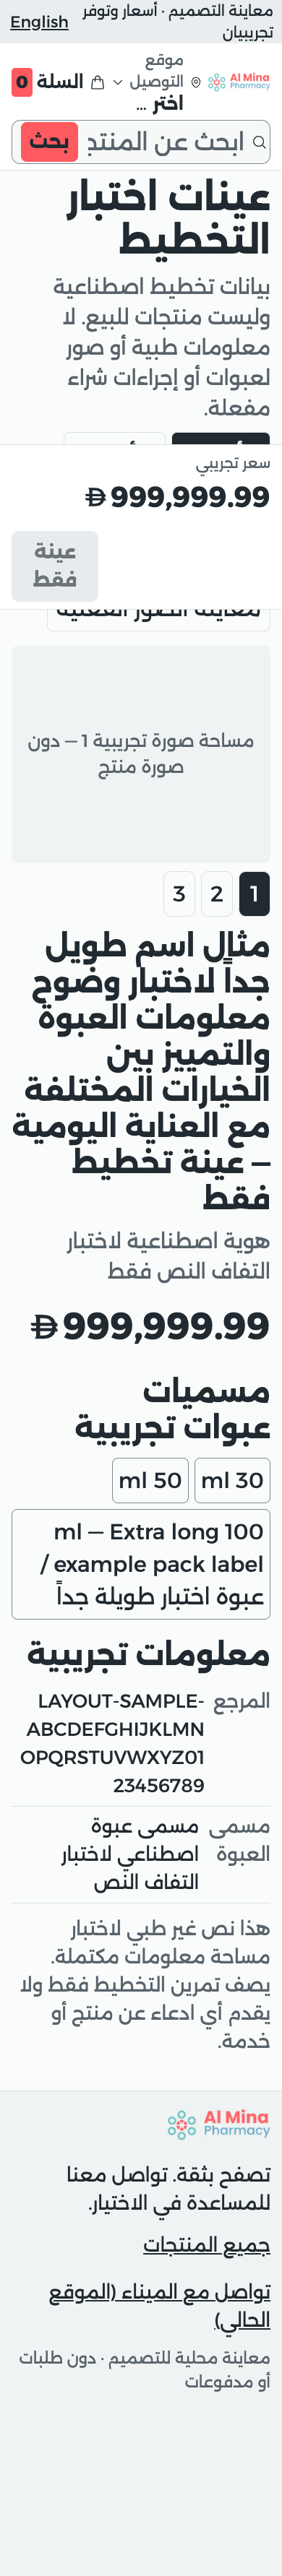 معاينة التصميم · أسعار وتوفر
تجريبيان
English
Al Mina
Pharmacy
موقع
التوصيل
اختر ...
السلة 0
ابحث عن المنتج
بحث
عينات اختبار
التخطيط
بيانات تخطيط اصطناعية
وليست منتجات للبيع. لا
معلومات طبية أو صور
لعبوات أو إجراءات شراء
مفعلة.
سعر تجريبي
999,999.99
عينة
فقط
معاينة الصور الفعلية
مساحة صورة تجريبية 1 — دون
صورة منتج
1
2
3
مثال اسم طويل
جداً لاختبار وضوح
معلومات العبوة
والتمييز بين
الخيارات المختلفة
مع العناية اليومية
— عينة تخطيط
فقط
هوية اصطناعية لاختبار
التفاف النص فقط
999,999.99
مسميات
عبوات تجريبية
30 ml
50 ml
100 ml — Extra long
example pack label /
عبوة اختبار طويلة جداً
معلومات تجريبية
المرجع
LAYOUT-SAMPLE-
ABCDEFGHIJKLMN
OPQRSTUVWXYZ01
23456789
مسمى
العبوة
مسمى عبوة
اصطناعي لاختبار
التفاف النص
هذا نص غير طبي لاختبار
مساحة معلومات مكتملة.
يصف تمرين التخطيط فقط ولا
يقدم أي ادعاء عن منتج أو
خدمة.
Al Mina
Pharmacy
تصفح بثقة. تواصل معنا
للمساعدة في الاختيار.
جميع المنتجات
تواصل مع الميناء (الموقع
الحالي)
معاينة محلية للتصميم · دون طلبات
أو مدفوعات